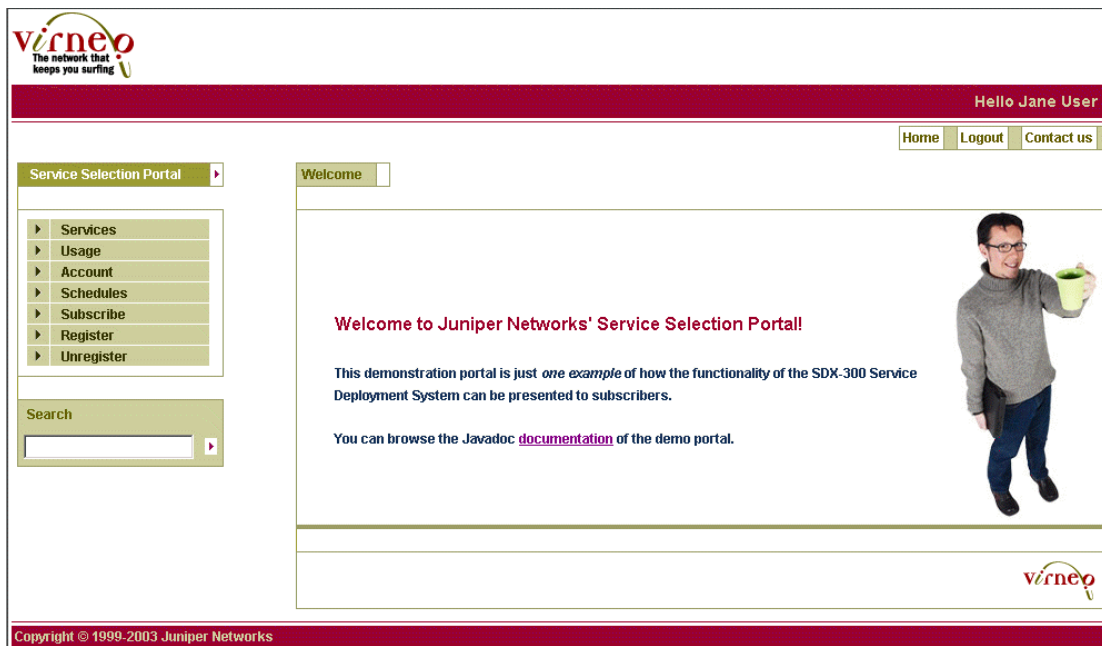 Virneo
The network that
keeps you surfing
Hello Jane User
Home Logout Contact us
Service Selection Portal
Welcome
Services
Usage
Account
Schedules
Subscribe
Register
Unregister
Search
Welcome to Juniper Networks' Service Selection Portal!
This demonstration portal is just one example of how the functionality of the SDX-300 Service
Deployment System can be presented to subscribers.
You can browse the Javadoc documentation of the demo portal.
virneo
Copyright © 1999-2003 Juniper Networks